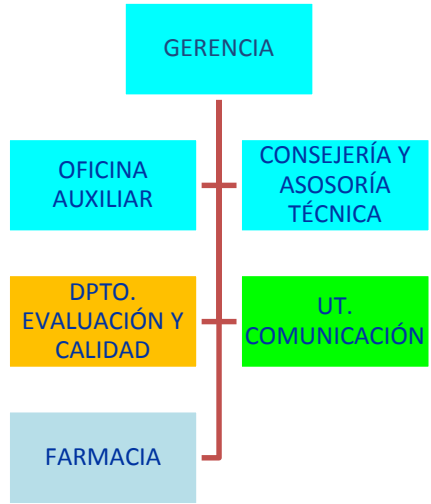 GERENCIA
OFICINA
AUXILIAR
CONSEJERÍA Y
ASOSORÍA
TÉCNICA
DPTO.
EVALUACIÓN Y
CALIDAD
UT.
COMUNICACIÓN
FARMACIA